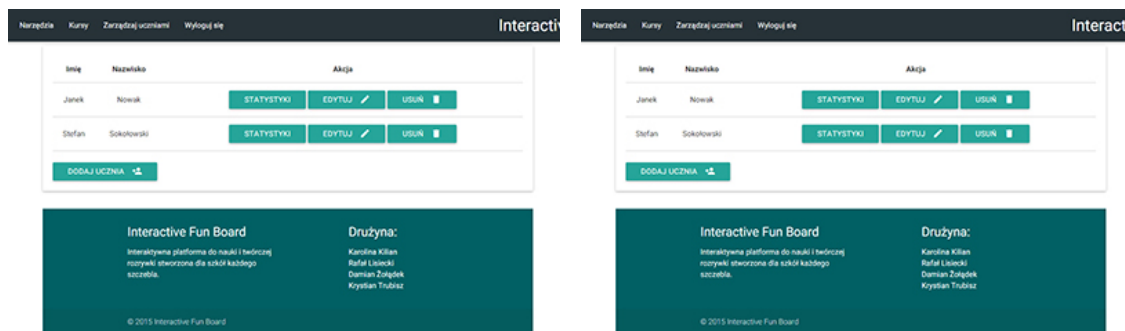 Narzędzia Kursy Zarządzaj uczniami Wyloguj się Interactiv
Imię Nazwisko Akcja
Janek Nowak STATYSTYKI EDYTUJ USUŃ
Stefan Sokołowski STATYSTYKI EDYTUJ USUŃ
DODAJ UCZNIA
Interactive Fun Board
Interaktywna platforma do nauki i twórczej
rozrywki stworzona dla szkół każdego
szczebla.
Drużyna:
Karolina Kilian
Rafał Lisiecki
Damian Żołądek
Krystian Trubisz
© 2015 Interactive Fun Board
Narzędzia Kursy Zarządzaj uczniami Wyloguj się Interact
Imię Nazwisko Akcja
Janek Nowak STATYSTYKI EDYTUJ USUŃ
Stefan Sokołowski STATYSTYKI EDYTUJ USUŃ
DODAJ UCZNIA
Interactive Fun Board
Interaktywna platforma do nauki i twórczej
rozrywki stworzona dla szkół każdego
szczebla.
Drużyna:
Karolina Kilian
Rafał Lisiecki
Damian Żołądek
Krystian Trubisz
© 2015 Interactive Fun Board